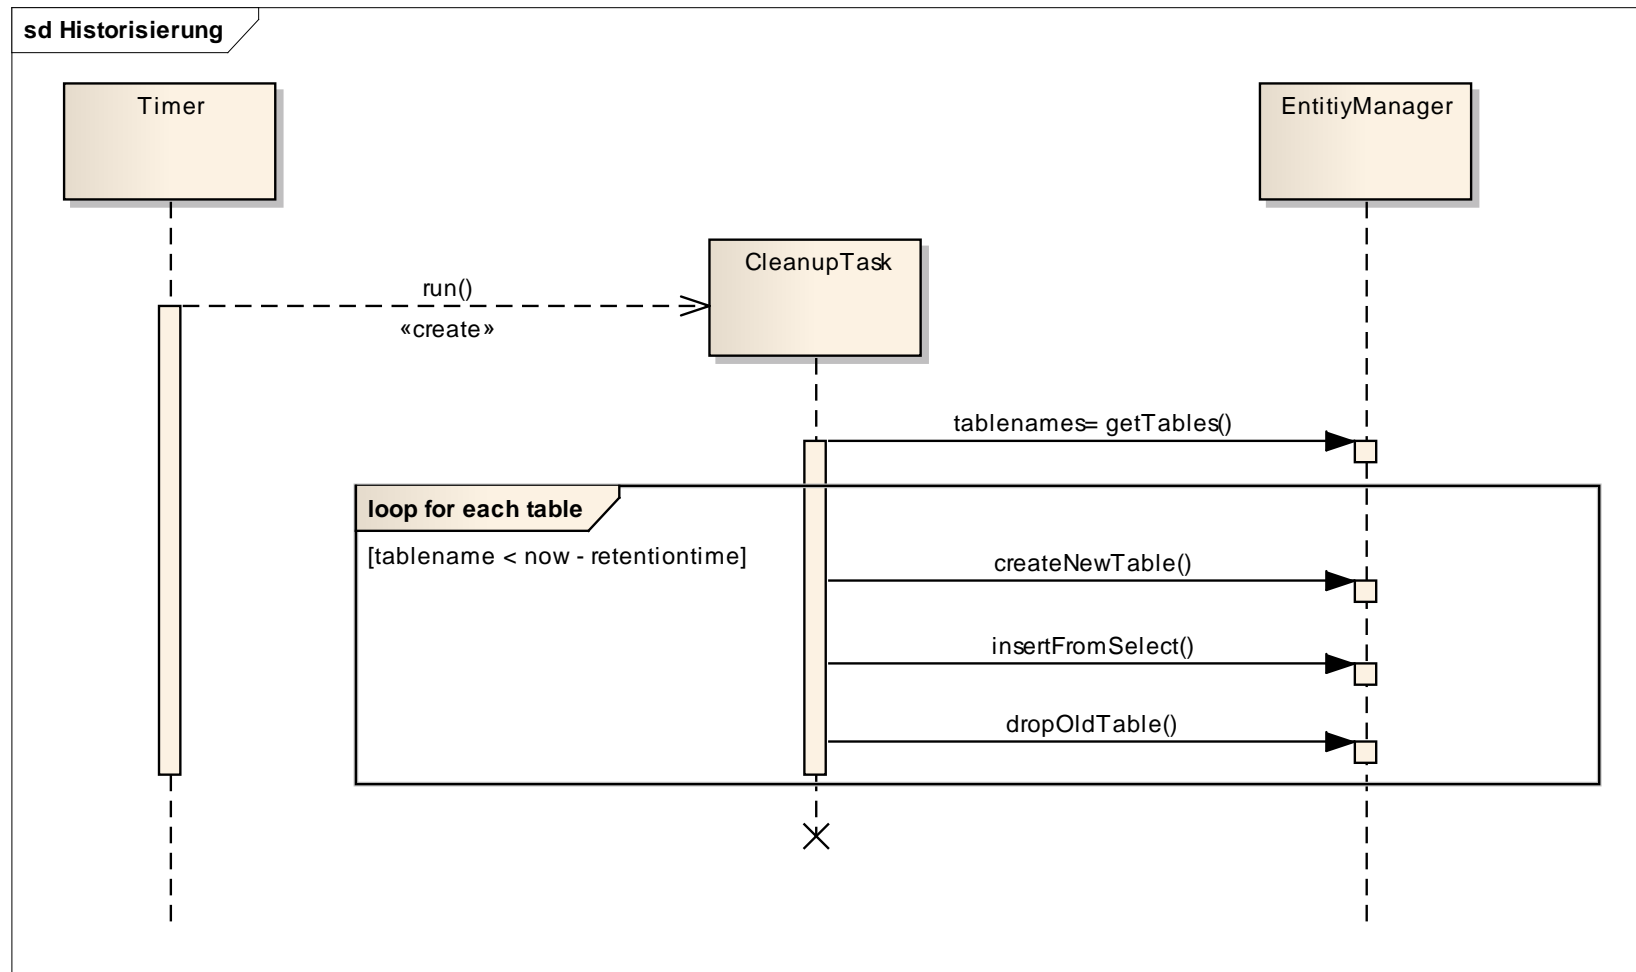 sd Historisierung
Timer
EntitiyManager
CleanupTask
run()
«create»
tablenames= getTables()
loop for each table
[tablename < now - retentiontime]
createNewTable()
insertFromSelect()
dropOldTable()